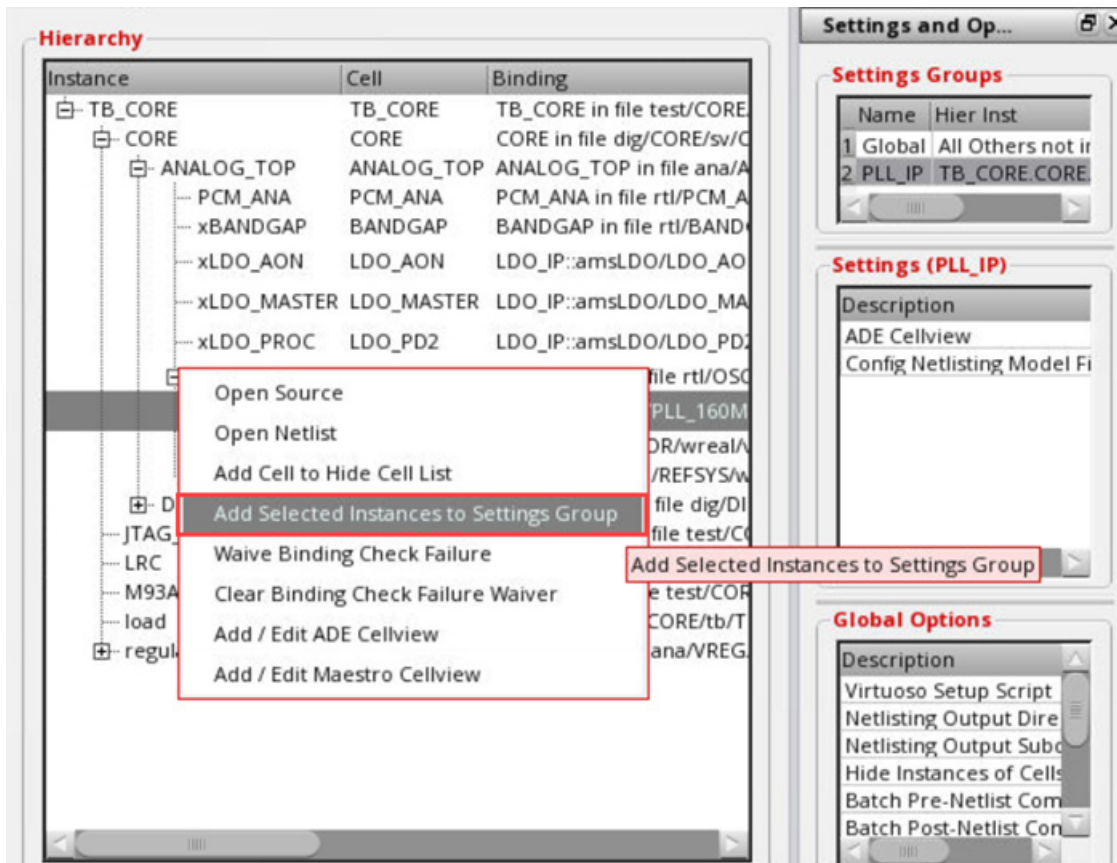 Hierarchy
Instance Cell Binding
TB_CORE TB_CORE TB_CORE in file test/CORE.
CORE CORE CORE in file dig/CORE/sv/C
ANALOG_TOP ANALOG_TOP ANALOG_TOP in file ana/A
PCM_ANA PCM_ANA PCM_ANA in file rtl/PCM_A
xBANDGAP BANDGAP BANDGAP in file rtl/BAND
xLDO_AON LDO_AON LDO_IP::amsLDO/LDO_AO
xLDO_MASTER LDO_MASTER LDO_IP::amsLDO/LDO_MA
xLDO_PROC LDO_PD2 LDO_IP::amsLDO/LDO_PD2
file rtl/OSC
/PLL_160M
OR/wreal/v
/REFSYS/w
D file dig/DI
JTAG_ file test/CO
LRC
M93A e test/COR
load CORE/tb/T
regul ana/VREG.
Open Source
Open Netlist
Add Cell to Hide Cell List
Add Selected Instances to Settings Group
Waive Binding Check Failure
Clear Binding Check Failure Waiver
Add / Edit ADE Cellview
Add / Edit Maestro Cellview
Add Selected Instances to Settings Group
Settings and Op...
Settings Groups
Name Hier Inst
1 Global All Others not in
2 PLL_IP TB_CORE.CORE.
Settings (PLL_IP)
Description
ADE Cellview
Config Netlisting Model Fi
Global Options
Description
Virtuoso Setup Script
Netlisting Output Dire
Netlisting Output Subd
Hide Instances of Cells
Batch Pre-Netlist Com
Batch Post-Netlist Con